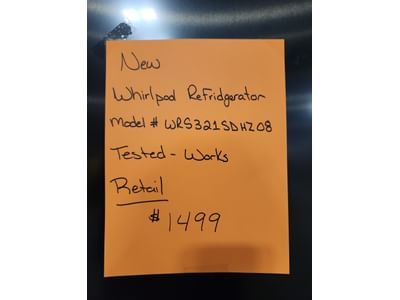 New
Whirlpool Refridgerator
Model # WRS321SDHZ08
Tested - Works
Retail
$1499